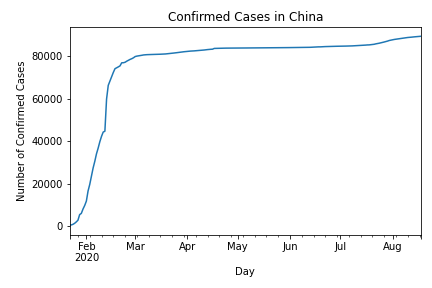 Confirmed Cases in China
Number of Confirmed Cases
80000
60000
40000
20000
0
Feb Mar Apr May Jun Jul Aug
2020
Day